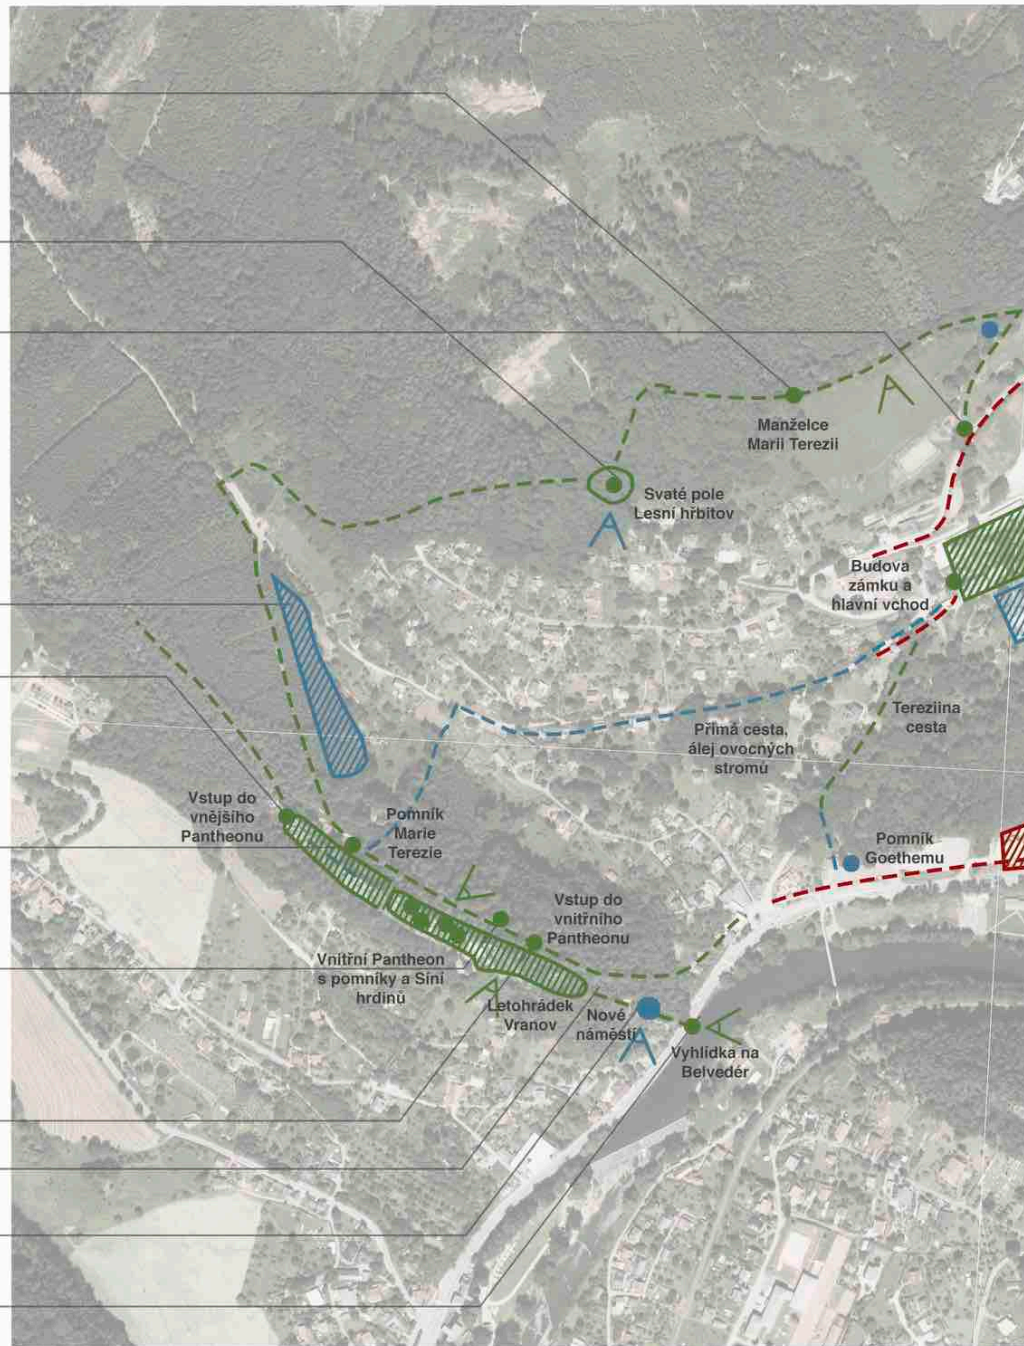 Manželce
Marii Terezii
Svaté pole
Lesní hřbitov
Budova
zámku a
hlavní vchod
Tereziina
cesta
Přímá cesta,
álej ovocných
stromů
Vstup do
vnějšího
Pantheonu
Pomník
Marie
Terezie
Pomník
Goethemu
Vstup do
vnitřního
Pantheonu
Vnitřní Pantheon
s pomníky a Síní
hrdinů
Letohrádek
Vranov
Nové
náměstí
Vyhlídka na
Belvedér